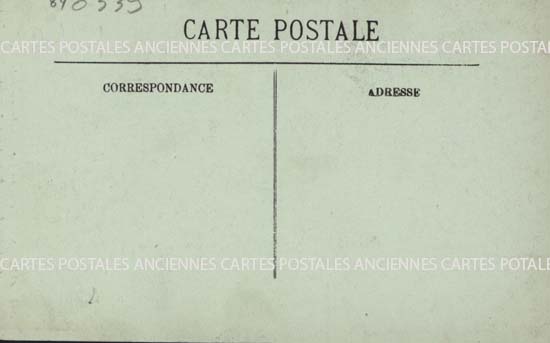 CARTE POSTALE
CARTES POSTALES ANCIENNES CARTES POSTALES ANCIENNES CARTES POSTALES
CORRESPONDANCE
ADRESSE
CARTES POSTALES ANCIENNES CARTES POSTALES ANCIENNES CARTES POTALE